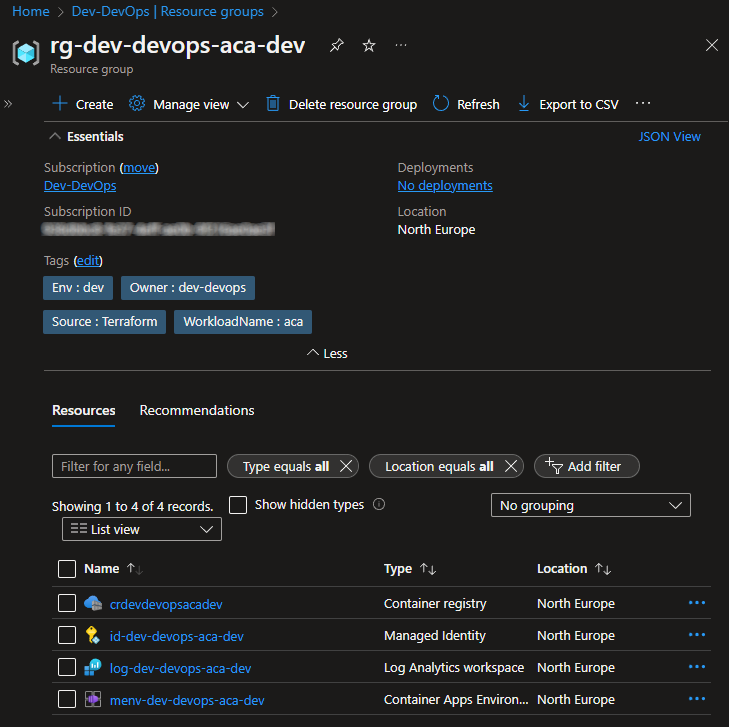 Home > Dev-DevOps | Resource groups >
rg-dev-devops-aca-dev ...
Resource group
Create Manage view Delete resource group Refresh Export to CSV ...
Essentials JSON View
Subscription (move) Deployments
Dev-DevOps No deployments
Subscription ID Location
North Europe
Tags (edit)
Env : dev Owner : dev-devops
Source : Terraform WorkloadName : aca
Less
Resources Recommendations
Filter for any field... Type equals all Location equals all Add filter
Showing 1 to 4 of 4 records. Show hidden types No grouping
List view
Name Type Location
crdevdevopsacadev Container registry North Europe ...
id-dev-devops-aca-dev Managed Identity North Europe ...
log-dev-devops-aca-dev Log Analytics workspace North Europe ...
menv-dev-devops-aca-dev Container Apps Environ... North Europe ...